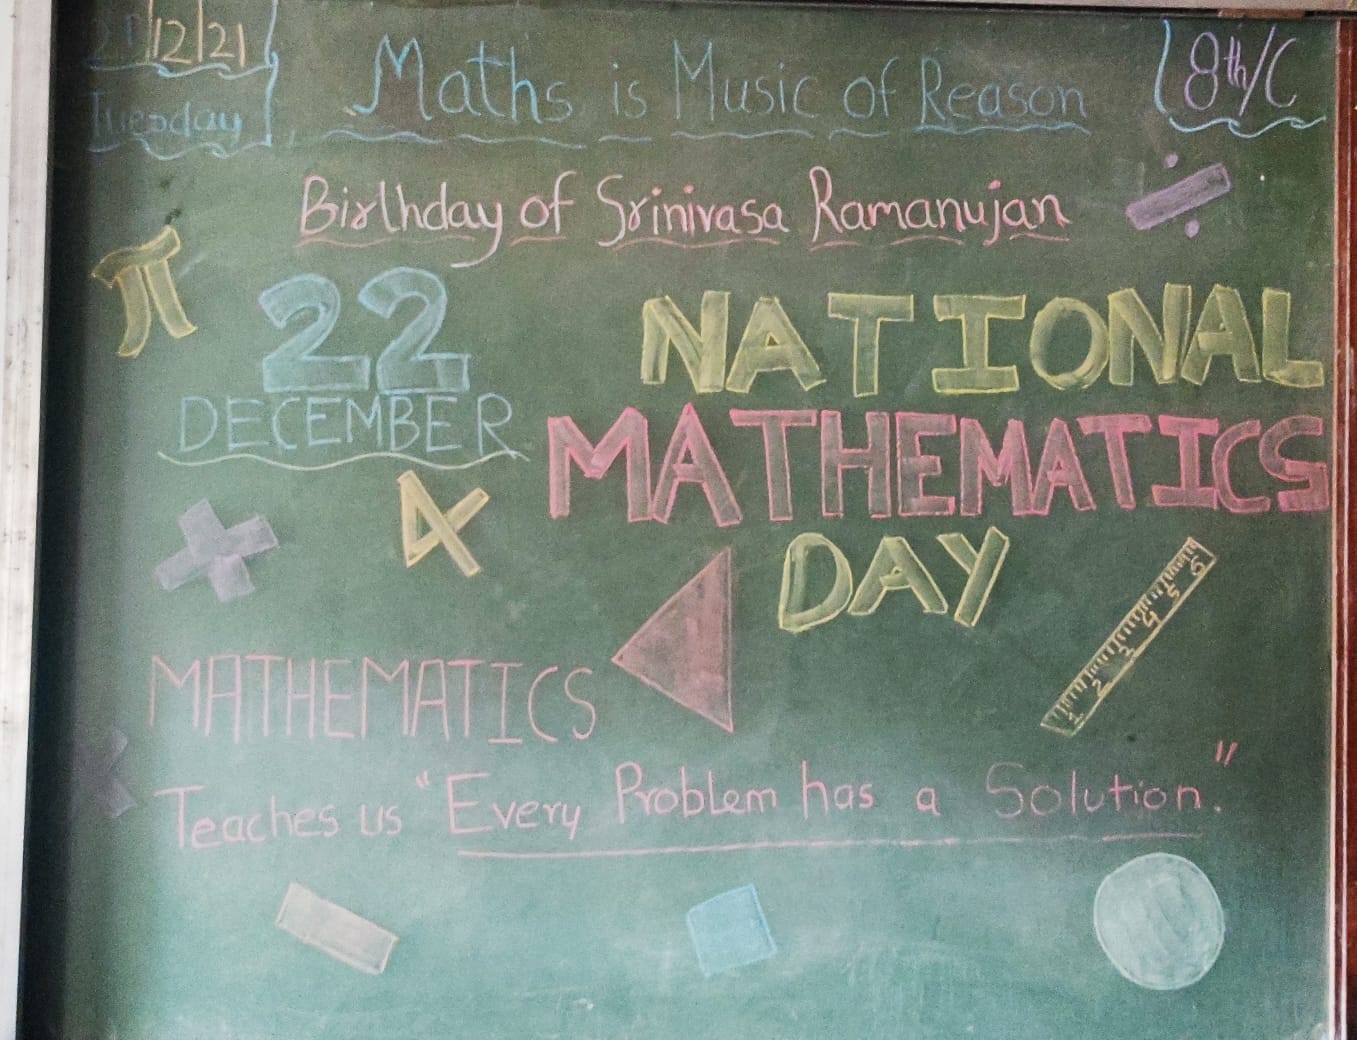 21/12/21
Tuesday
Maths is Music of Reason
8th/C
Birthday of Srinivasa Ramanujan
÷
π
22
DECEMBER
NATIONAL
MATHEMATICS
DAY
×
4
MATHEMATICS
Teaches us "Every Problem has a Solution."